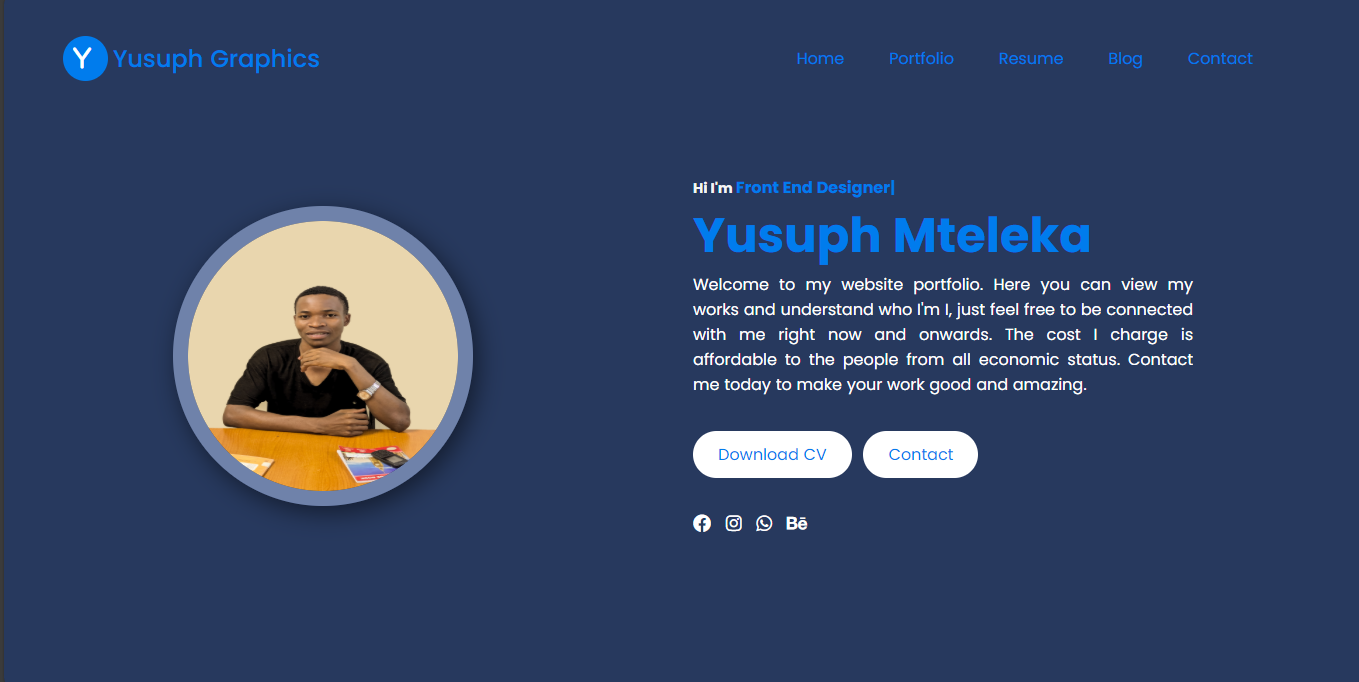 Y Yusuph Graphics
Home Portfolio Resume Blog Contact
Hi I'm Front End Designer|
Yusuph Mteleka
Welcome to my website portfolio. Here you can view my
works and understand who I'm I, just feel free to be connected
with me right now and onwards. The cost I charge is
affordable to the people from all economic status. Contact
me today to make your work good and amazing.
Download CV Contact
Bē